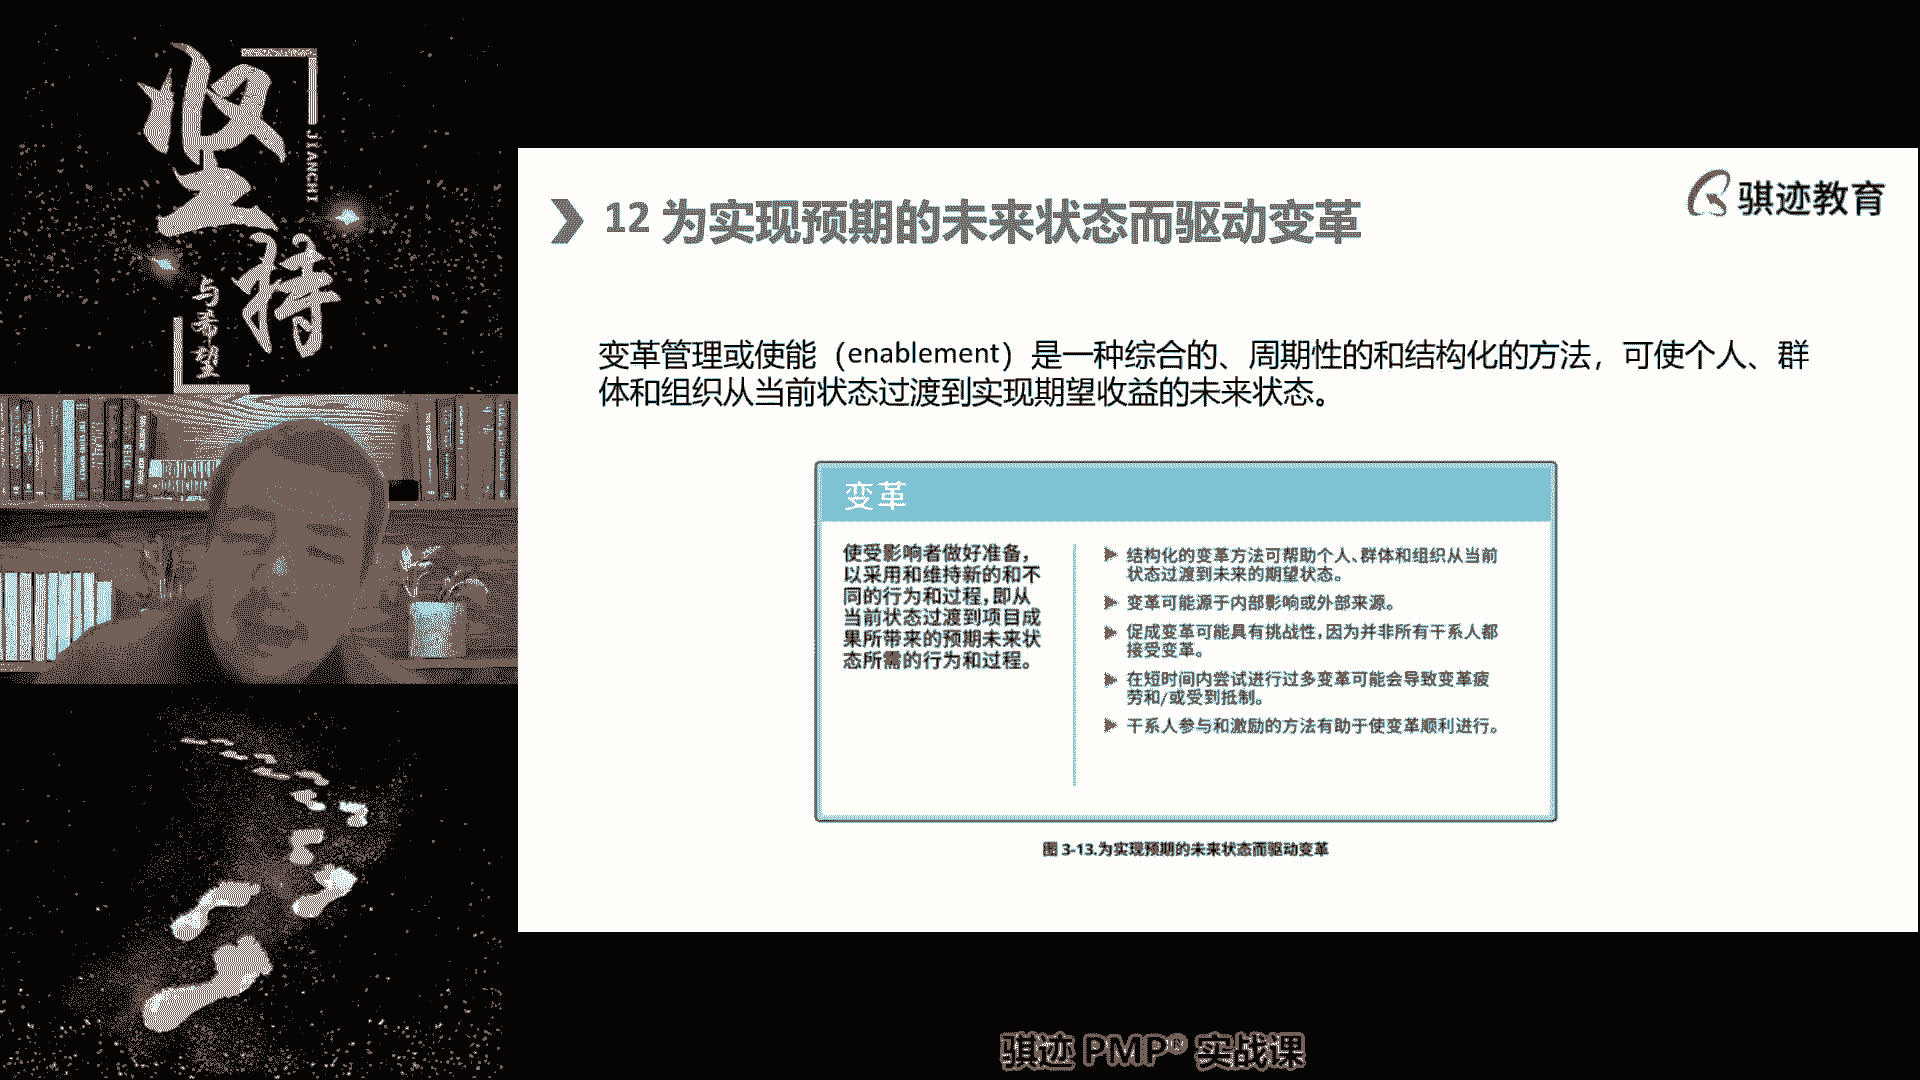 坚持
JIANCHI
与希望
骐迹教育
12 为实现预期的未来状态而驱动变革
变革管理或使能（enablement）是一种综合的、周期性的和结构化的方法，可使个人、群
体和组织从当前状态过渡到实现期望收益的未来状态。
变革
使受影响者做好准备，
以采用和维持新的和不
同的行为和过程，即从
当前状态过渡到项目成
果所带来的预期未来状
态所需的行为和过程。
结构化的变革方法可帮助个人、群体和组织从当前
状态过渡到未来的期望状态。
变革可能源于内部影响或外部来源。
促成变革可能具有挑战性，因为并非所有干系人都
接受变革。
在短时间内尝试进行过多变革可能会导致变革疲
劳和/或受到抵制。
干系人参与和激励的方法有助于使变革顺利进行。
图 3-13.为实现预期的未来状态而驱动变革
骐迹 PMP® 实战课